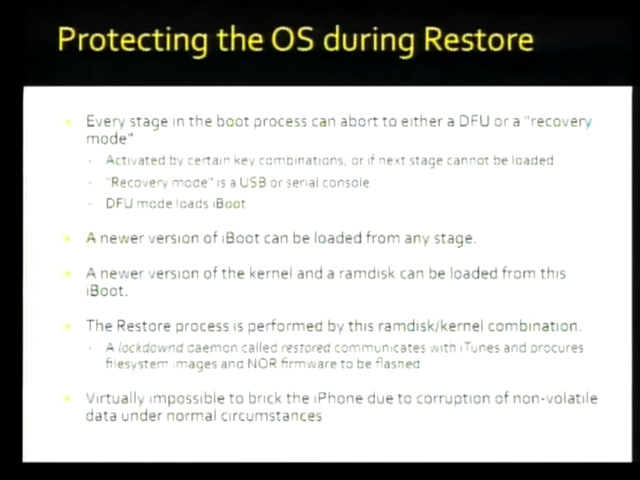 Protecting the OS during Restore
Every stage in the boot process can abort to either a DFU or a "recovery
mode"
Activated by certain key combinations, or if next stage cannot be loaded
"Recovery mode" is a USB or serial console
DFU mode loads iBoot
A newer version of iBoot can be loaded from any stage.
A newer version of the kernel and a ramdisk can be loaded from this
iBoot.
The Restore process is performed by this ramdisk/kernel combination.
A lockdownd daemon called restored communicates with iTunes and procures
filesystem images and NOR firmware to be flashed
Virtually impossible to brick the iPhone due to corruption of non-volatile
data under normal circumstances